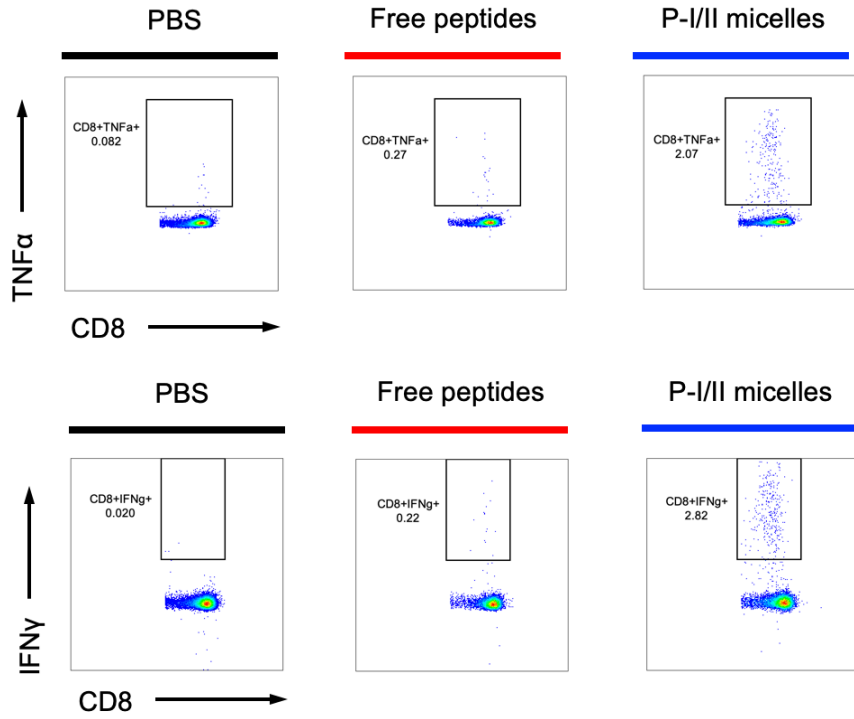 PBS
Free peptides
P-I/II micelles
CD8+TNFa+
0.082
CD8+TNFa+
0.27
CD8+TNFa+
2.07
TNFα
CD8
PBS
Free peptides
P-I/II micelles
CD8+IFNg+
0.020
CD8+IFNg+
0.22
CD8+IFNg+
2.82
IFNγ
CD8